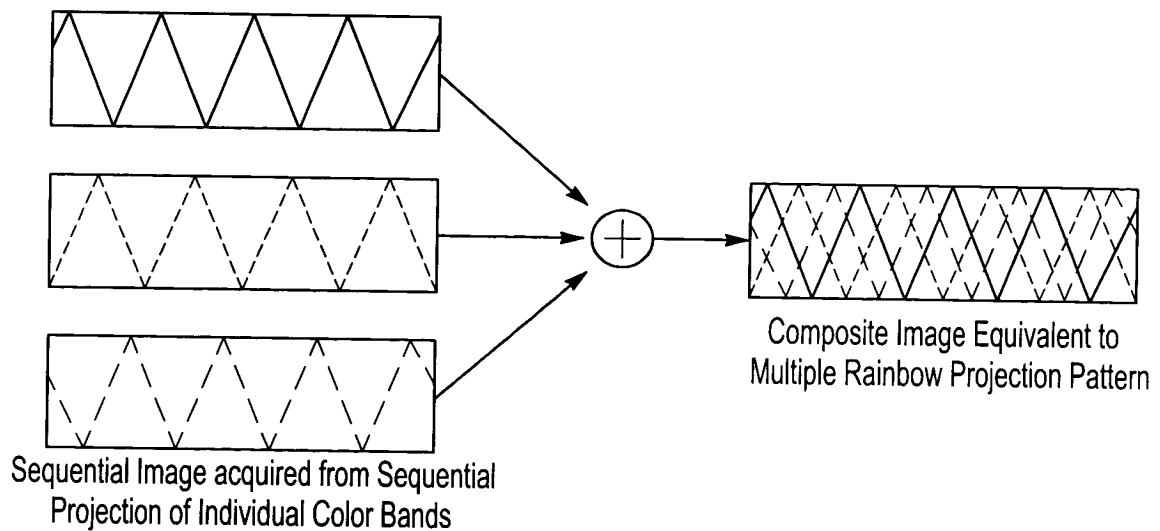 Composite Image Equivalent to
Multiple Rainbow Projection Pattern
Sequential Image acquired from Sequential
Projection of Individual Color Bands